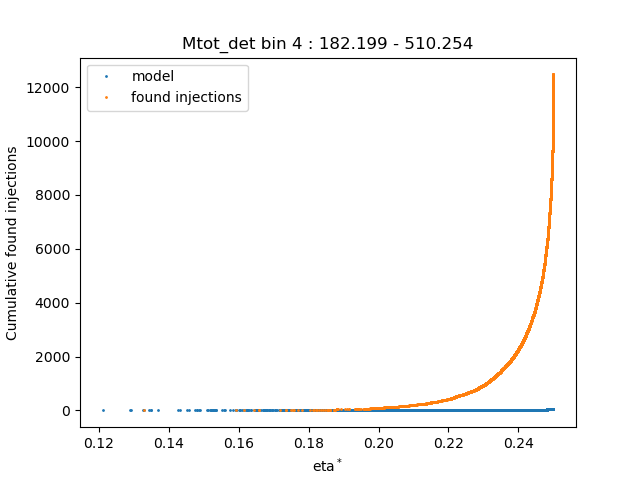 Mtot_det bin 4 : 182.199 - 510.254
model
found injections
Cumulative found injections
12000
10000
8000
6000
4000
2000
0
0.12 0.14 0.16 0.18 0.20 0.22 0.24
eta*